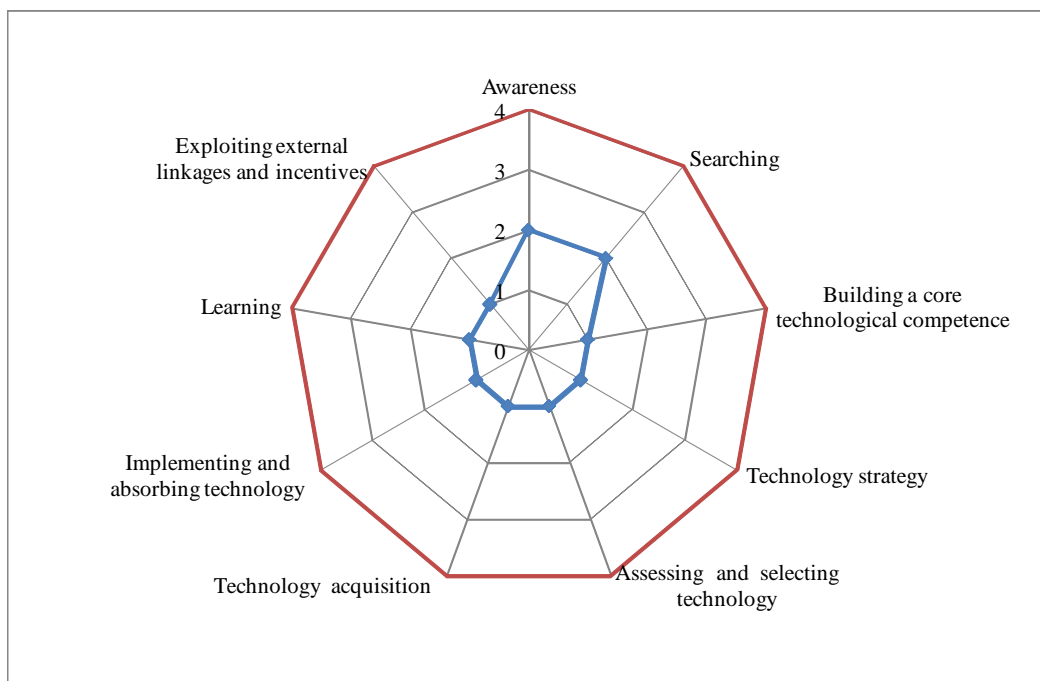 Awareness
4
3
2
1
0
Searching
Building a core
technological competence
Technology strategy
Assessing and selecting
technology
Technology acquisition
Implementing and
absorbing technology
Learning
Exploiting external
linkages and incentives